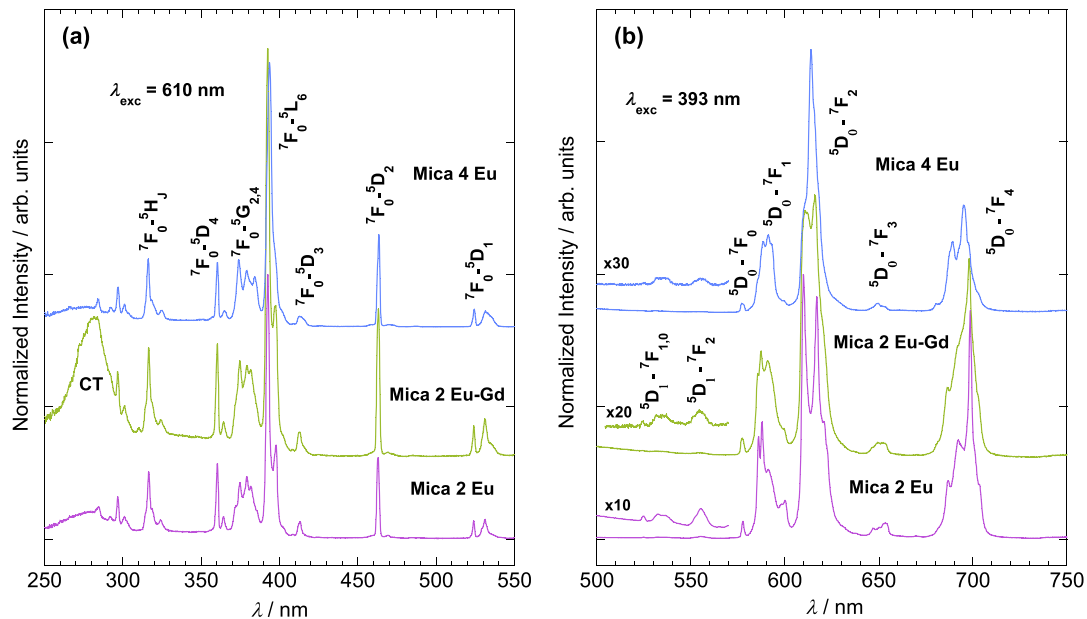 (a)
λexc = 610 nm
⁷F₀-⁵L₆
Mica 4 Eu
⁷F₀-⁵H_J
⁷F₀-⁵D₄
⁷F₀-⁵G₂,₄
⁷F₀-⁵D₃
⁷F₀-⁵D₂
⁷F₀-⁵D₁
CT
Mica 2 Eu-Gd
Mica 2 Eu
Normalized Intensity / arb. units
250 300 350 400 450 500 550
λ / nm
(b)
λexc = 393 nm
⁵D₀-⁷F₂
Mica 4 Eu
⁵D₀-⁷F₁
⁵D₀-⁷F₀
⁵D₀-⁷F₃
⁵D₀-⁷F₄
x30
Mica 2 Eu-Gd
⁵D₁-⁷F₁,₀
⁵D₁-⁷F₂
x20
Mica 2 Eu
x10
Normalized Intensity / arb. units
500 550 600 650 700 750
λ / nm